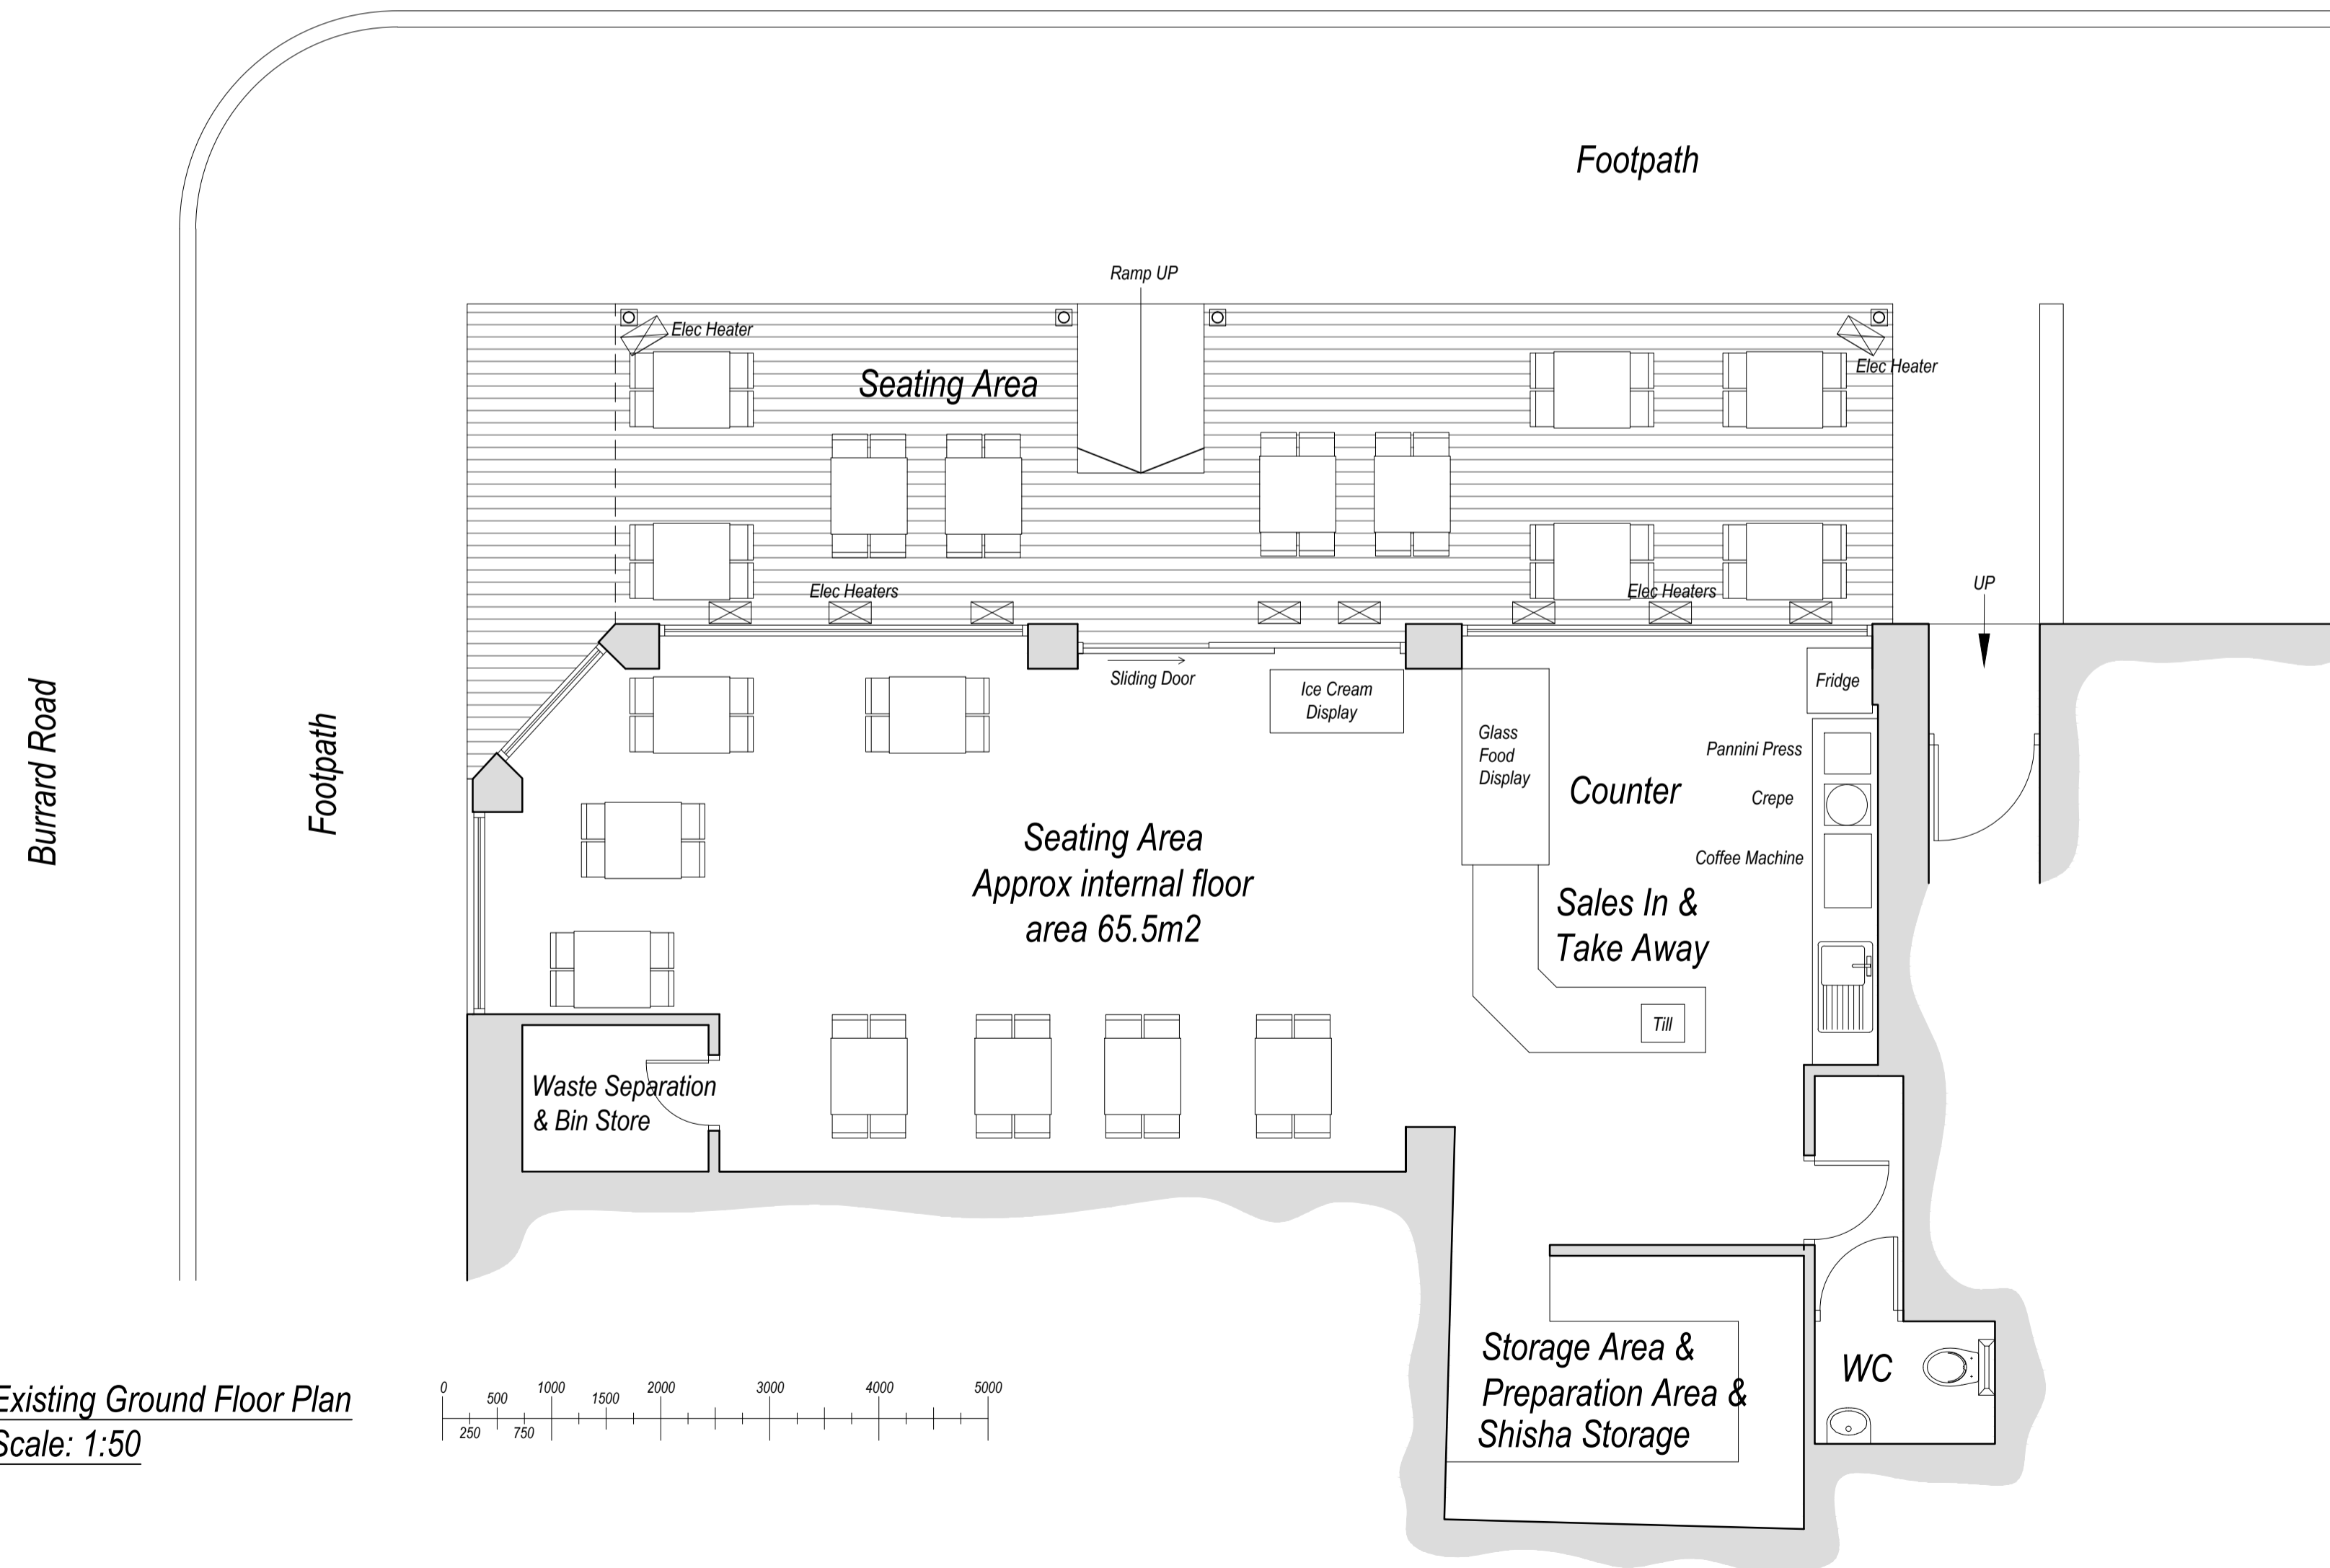 Footpath
Ramp UP
Elec Heater
Seating Area
Elec Heater
Elec Heaters
Elec Heaters
UP
Sliding Door
Ice Cream
Display
Fridge
Burrard Road
Footpath
Glass
Food
Display
Pannini Press
Counter
Crepe
Coffee Machine
Seating Area
Approx internal floor
area 65.5m2
Sales In &
Take Away
Till
Waste Separation
& Bin Store
Storage Area &
Preparation Area &
Shisha Storage
WC
Existing Ground Floor Plan
Scale: 1:50
0 500 1000 1500 2000 3000 4000 5000
250 750